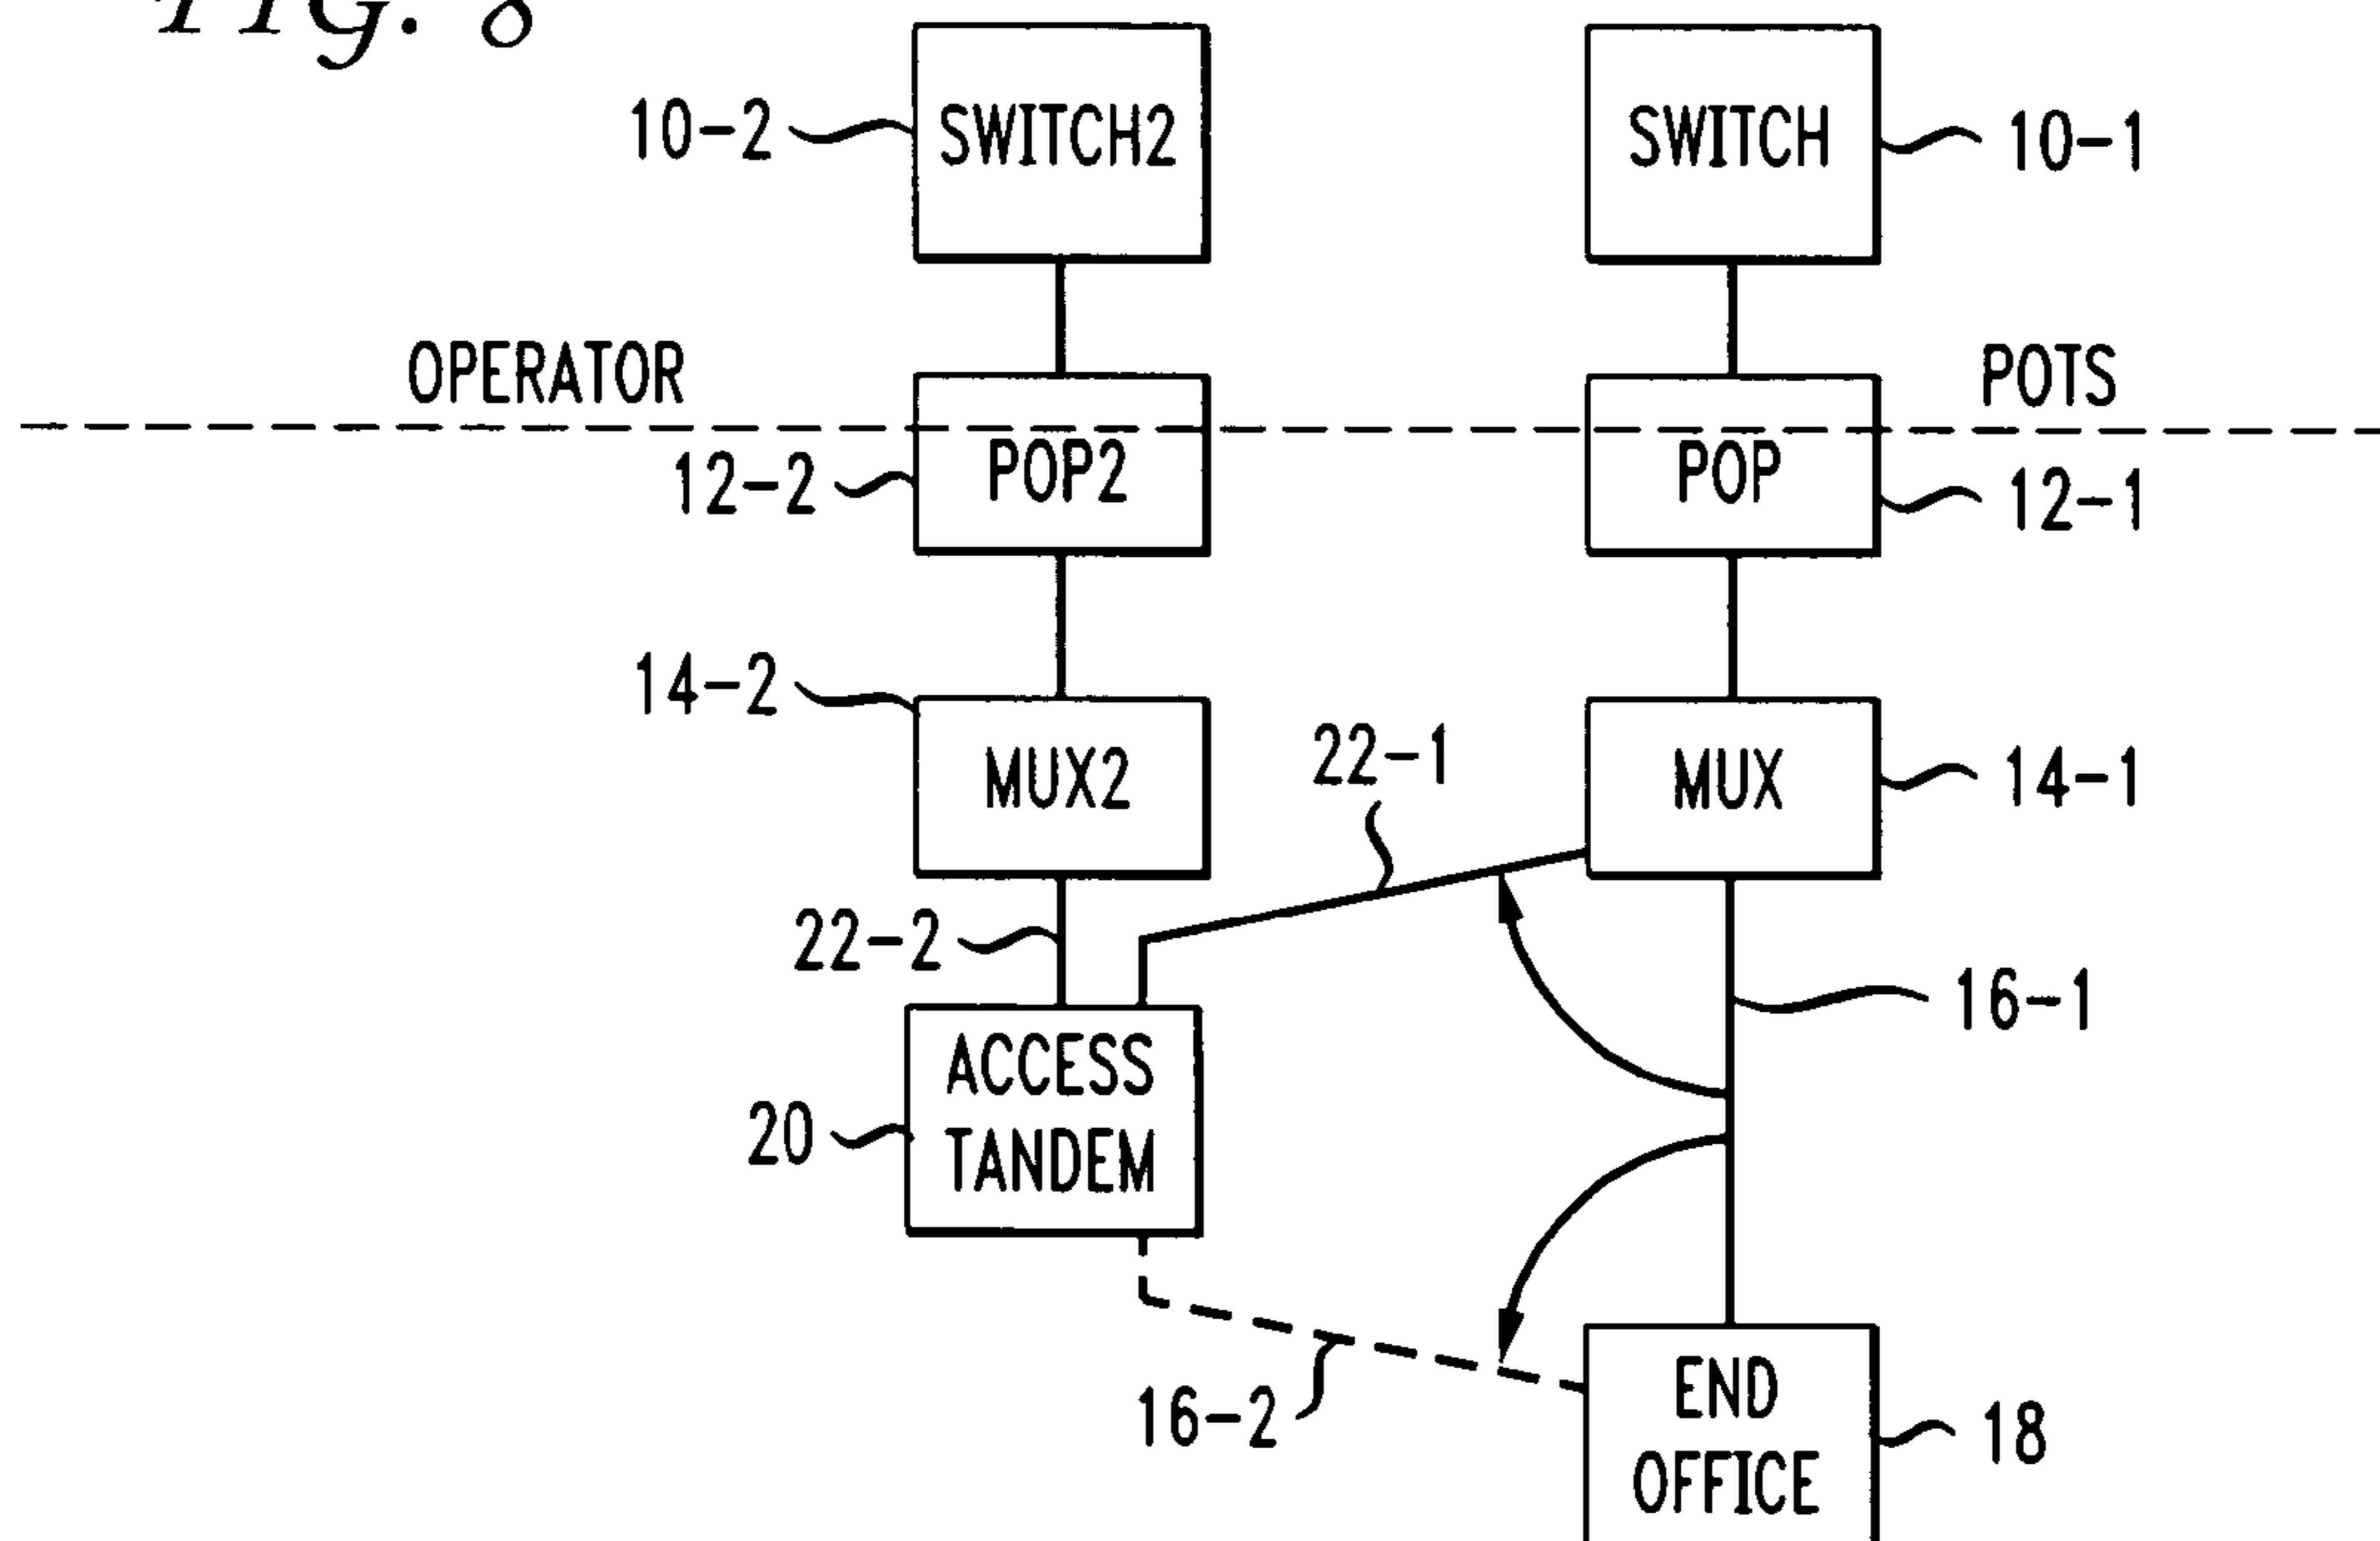 FIG. 8
10-2
SWITCH2
SWITCH
10-1
OPERATOR
POTS
12-2
POP2
POP
12-1
14-2
MUX2
22-1
MUX
14-1
22-2
16-1
20
ACCESS
TANDEM
16-2
END
OFFICE
18